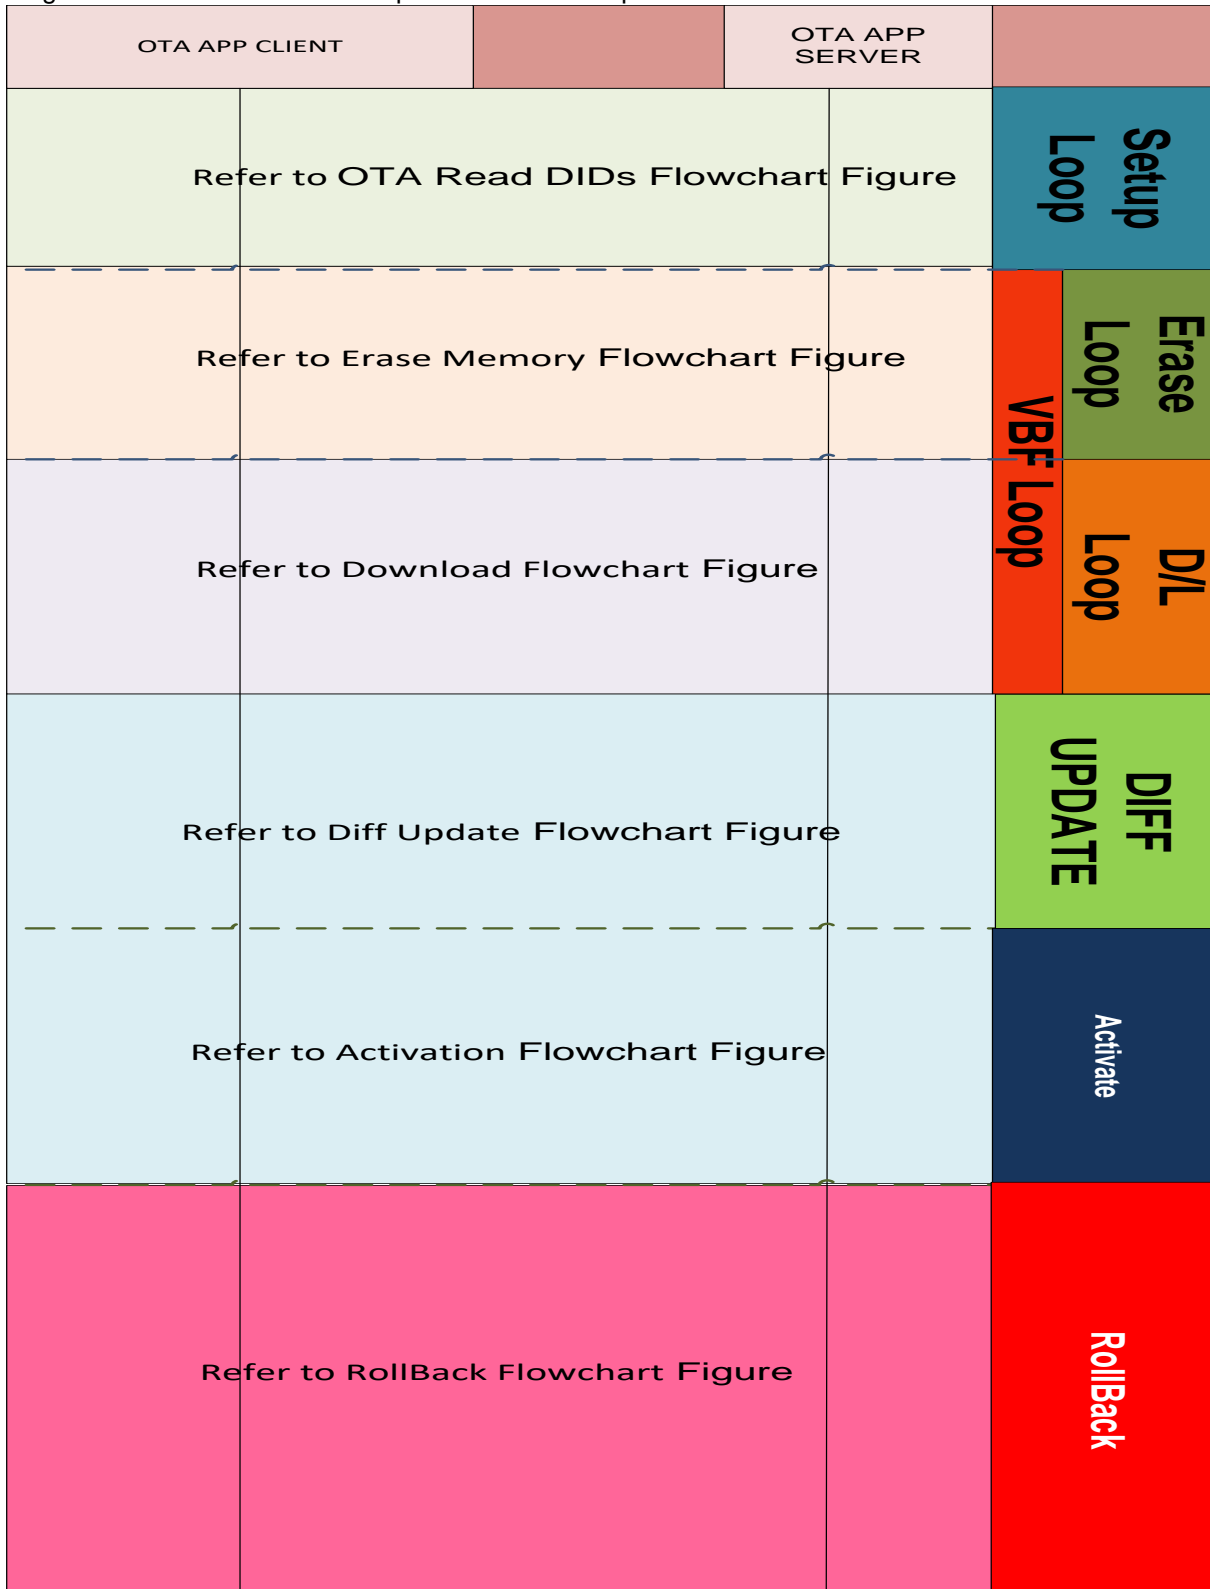 OTA APP CLIENT
OTA APP
SERVER
Refer to OTA Read DIDs Flowchart Figure
Setup
Loop
Refer to Erase Memory Flowchart Figure
Erase
Loop
VBF Loop
Refer to Download Flowchart Figure
D/L
Loop
Refer to Diff Update Flowchart Figure
DIFF
UPDATE
Refer to Activation Flowchart Figure
Activate
Refer to RollBack Flowchart Figure
RollBack